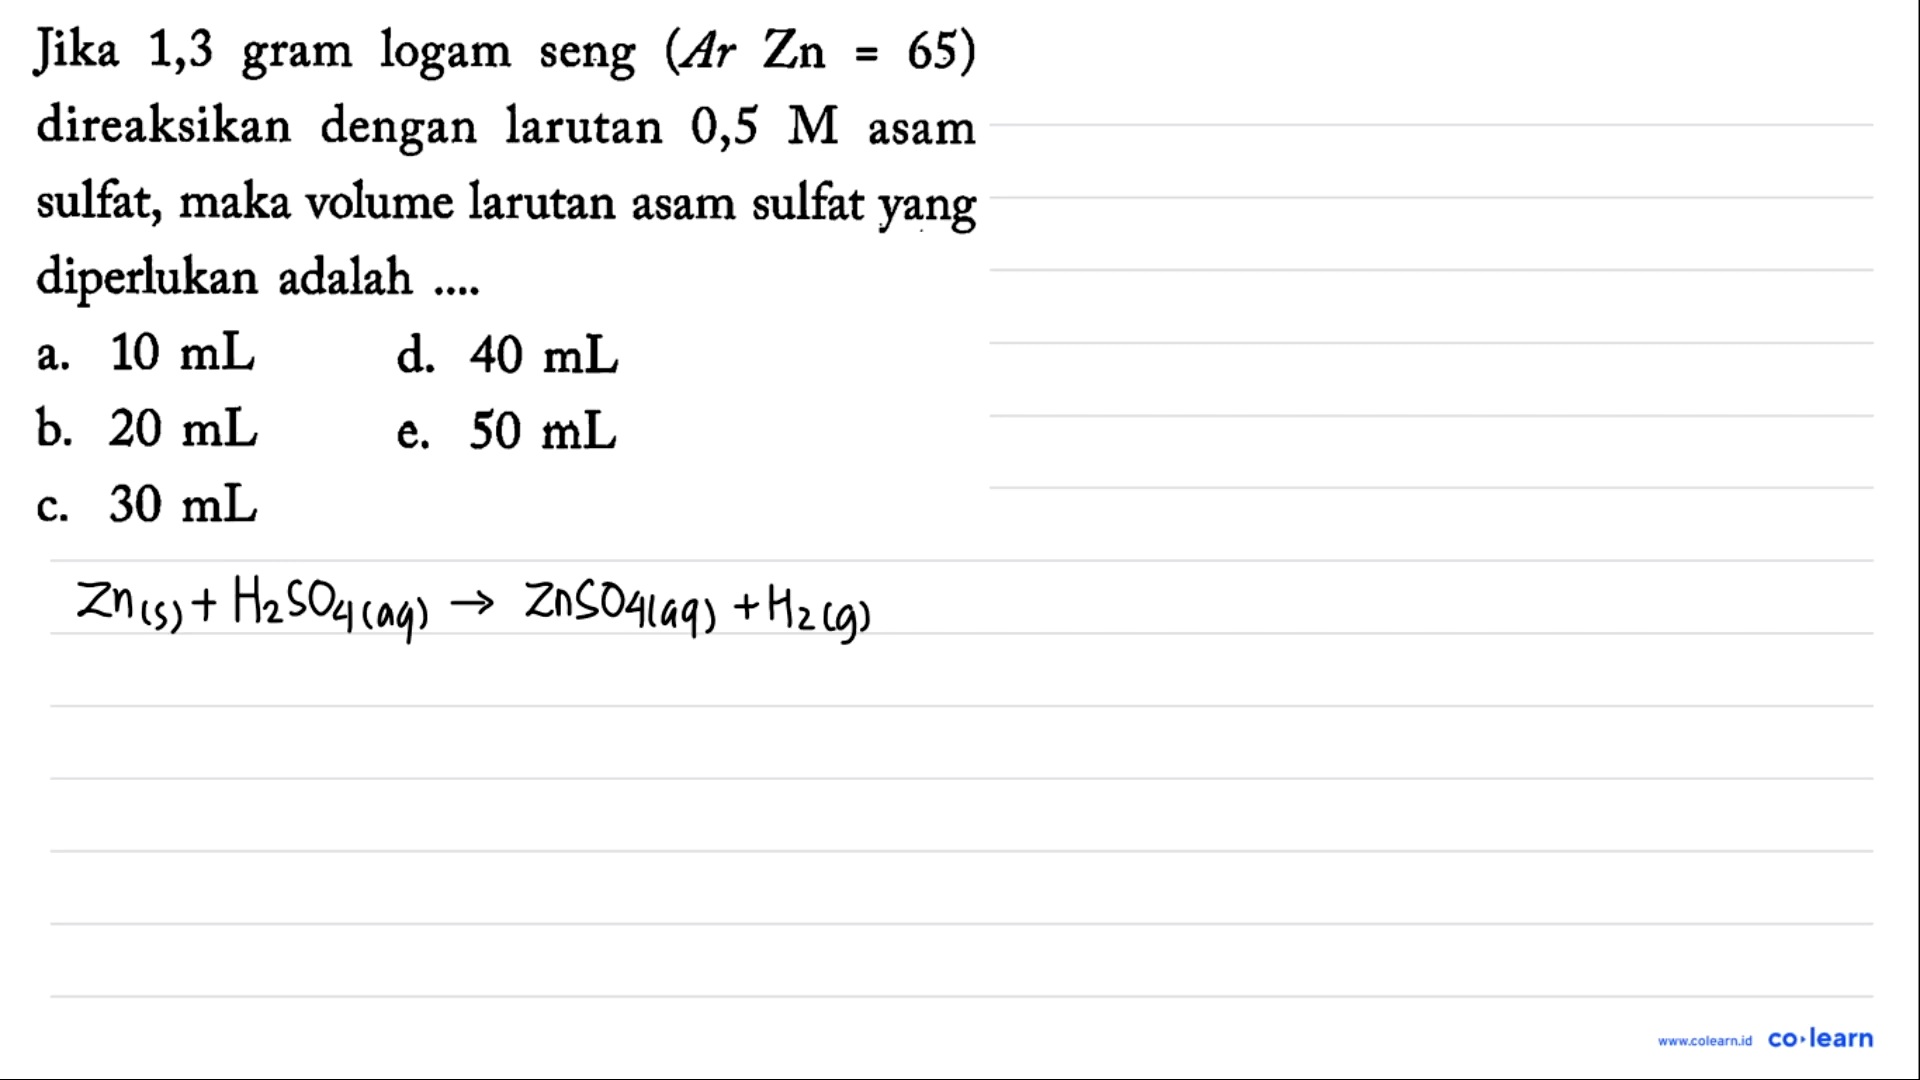 Jika 1,3 gram logam seng (Ar Zn = 65)
direaksikan dengan larutan 0,5 M asam
sulfat, maka volume larutan asam sulfat yang
diperlukan adalah ....
a. 10 mL d. 40 mL
b. 20 mL e. 50 mL
c. 30 mL
Zn(s) + H₂SO₄(aq) → ZnSO₄(aq) + H₂(g)
www.colearn.id co·learn